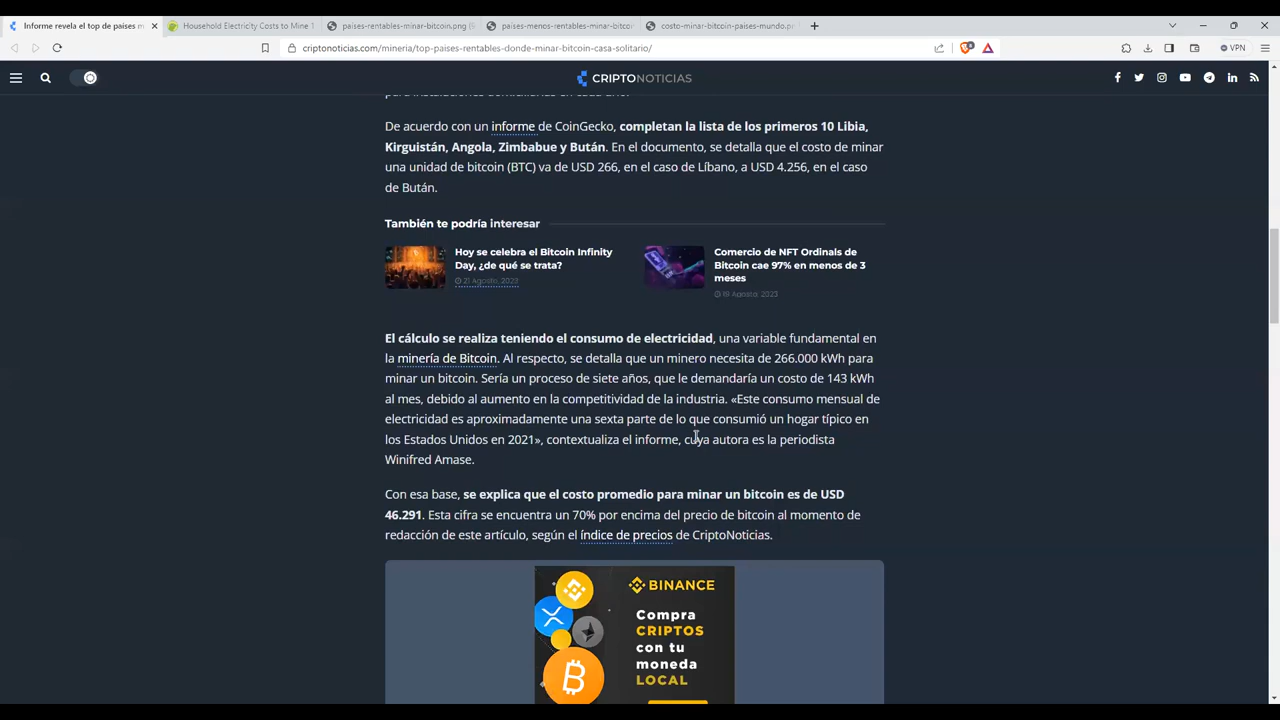 Informe revela el top de países m
Household Electricity Costs to Mine 1
paises-rentables-minar-bitcoin.png (
paises-menos-rentables-minar-bitcoi
costo-minar-bitcoin-paises-mundo.p
criptonoticias.com/mineria/top-paises-rentables-donde-minar-bitcoin-casa-solitario/
VPN
CRIPTONOTICIAS
De acuerdo con un informe de CoinGecko, completan la lista de los primeros 10 Libia,
Kirguistán, Angola, Zimbabue y Bután. En el documento, se detalla que el costo de minar
una unidad de bitcoin (BTC) va de USD 266, en el caso de Líbano, a USD 4.256, en el caso
de Bután.
También te podría interesar
Hoy se celebra el Bitcoin Infinity
Day, ¿de qué se trata?
21 Agosto, 2023
Comercio de NFT Ordinals de
Bitcoin cae 97% en menos de 3
meses
19 Agosto, 2023
El cálculo se realiza teniendo el consumo de electricidad, una variable fundamental en
la minería de Bitcoin. Al respecto, se detalla que un minero necesita de 266.000 kWh para
minar un bitcoin. Sería un proceso de siete años, que le demandaría un costo de 143 kWh
al mes, debido al aumento en la competitividad de la industria. «Este consumo mensual de
electricidad es aproximadamente una sexta parte de lo que consumió un hogar típico en
los Estados Unidos en 2021», contextualiza el informe, cuya autora es la periodista
Winifred Amase.
Con esa base, se explica que el costo promedio para minar un bitcoin es de USD
46.291. Esta cifra se encuentra un 70% por encima del precio de bitcoin al momento de
redacción de este artículo, según el índice de precios de CriptoNoticias.
BINANCE
Compra
CRIPTOS
con tu
moneda
LOCAL